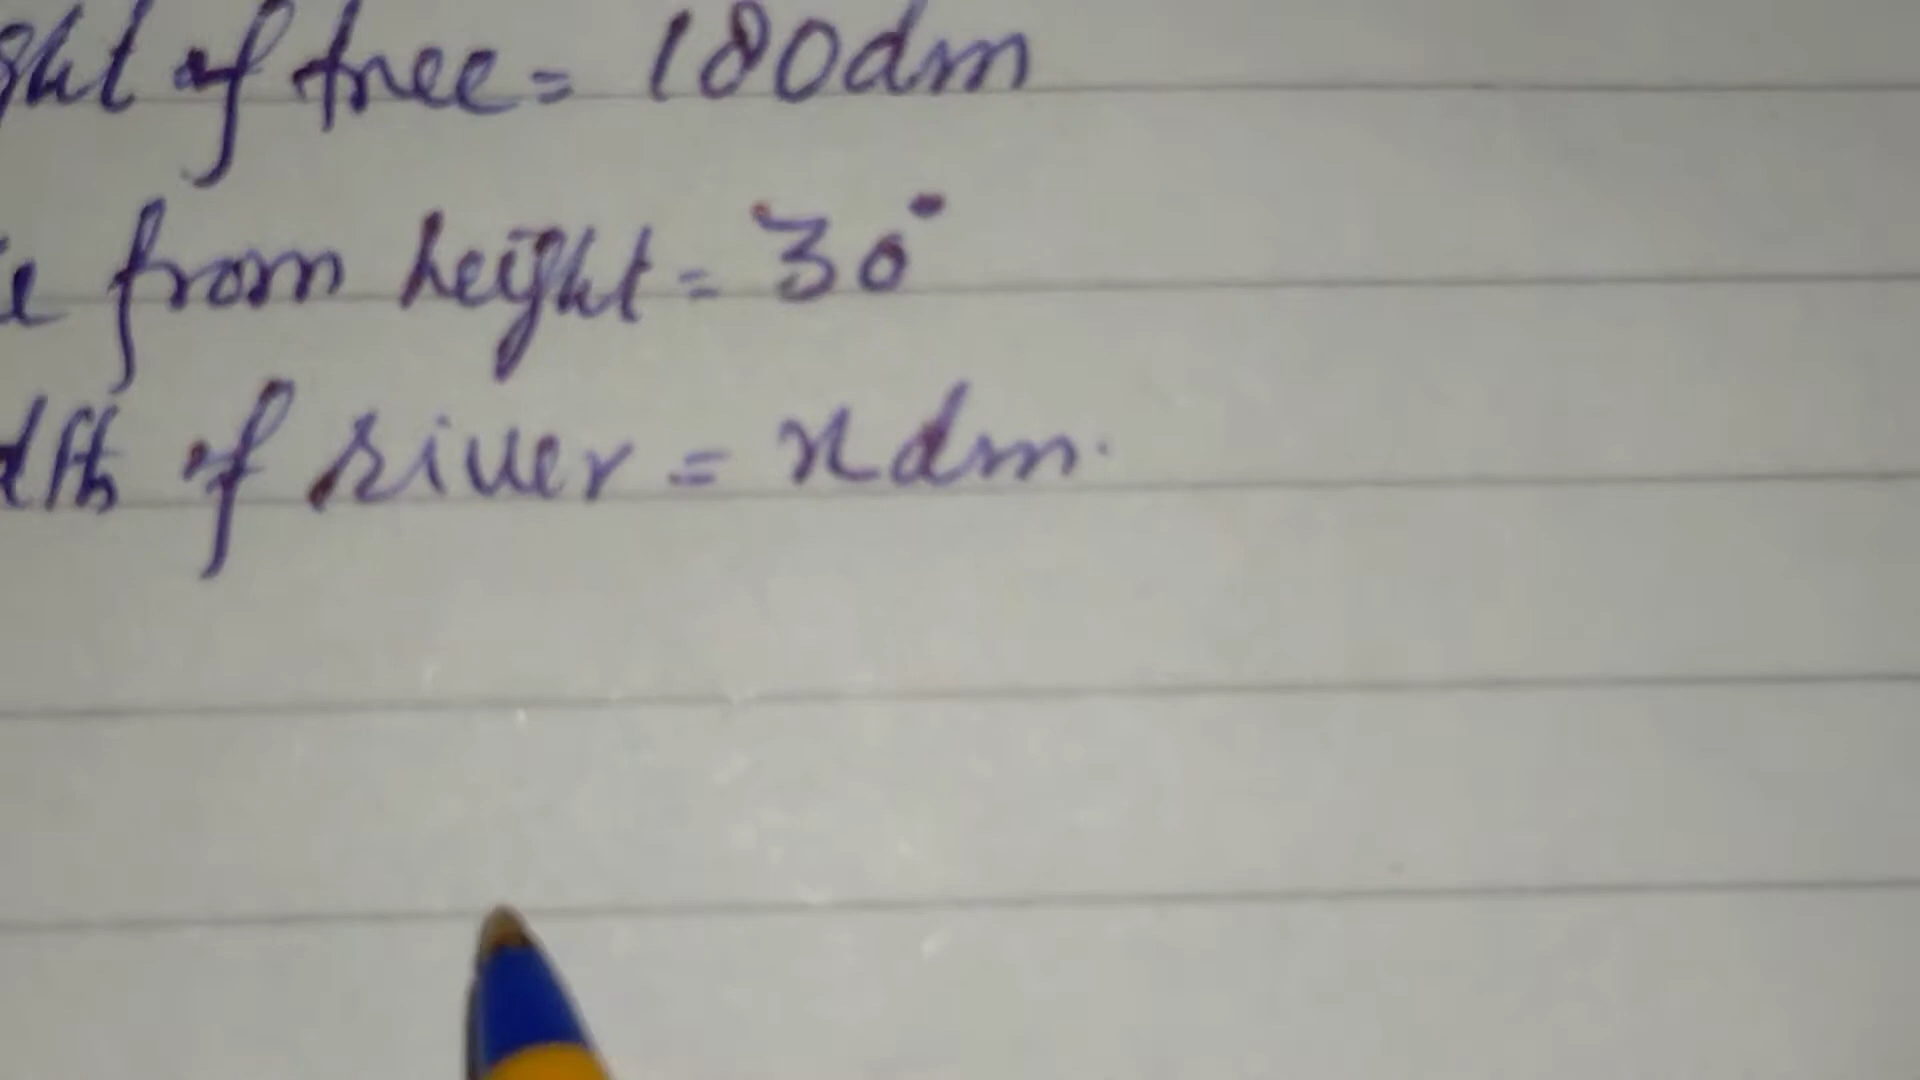 ght of tree = 180dm
e from height = 30°
dth of river = x dm.